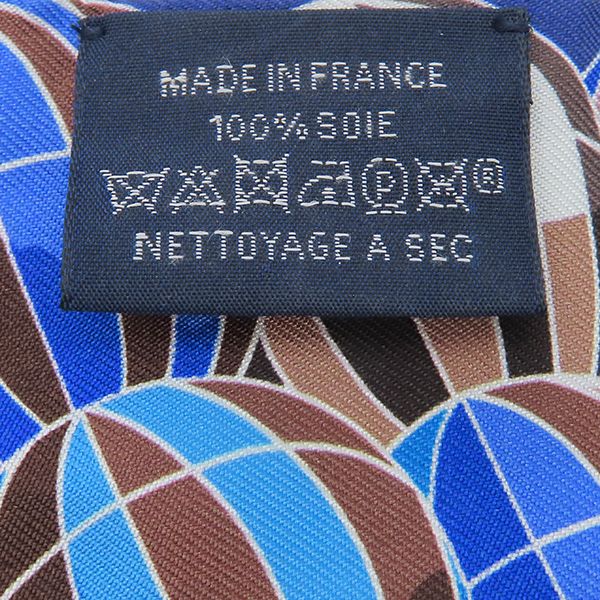 MADE IN FRANCE
100% SOIE
P ®
NETTOYAGE A SEC